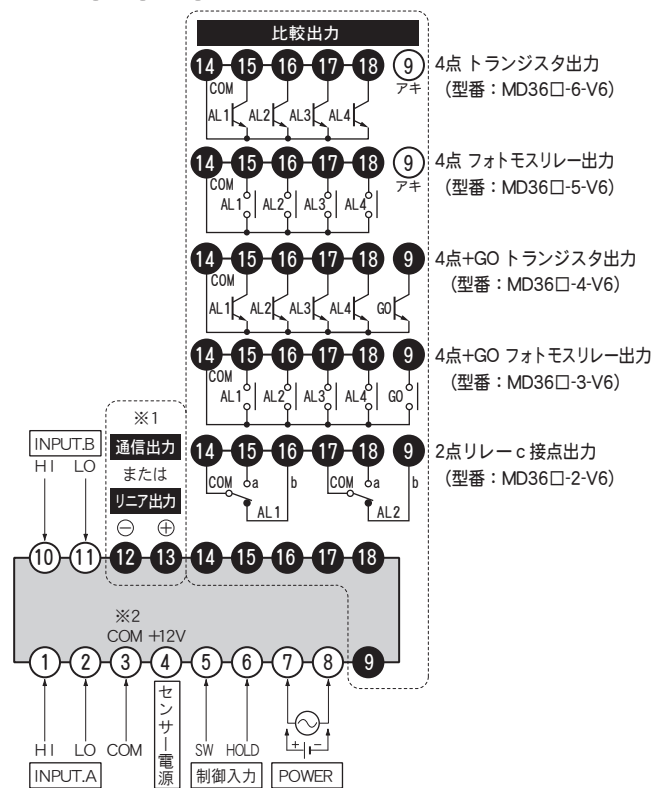 比較出力
14 15 16 17 18 9 4点 トランジスタ出力
COM アキ (型番:MD36□-6-V6)
AL1 AL2 AL3 AL4
14 15 16 17 18 9 4点 フォトモスリレー出力
COM アキ (型番:MD36□-5-V6)
AL1 AL2 AL3 AL4
14 15 16 17 18 9 4点+GO トランジスタ出力
COM (型番:MD36□-4-V6)
AL1 AL2 AL3 AL4 GO
14 15 16 17 18 9 4点+GO フォトモスリレー出力
COM (型番:MD36□-3-V6)
AL1 AL2 AL3 AL4 GO
14 15 16 17 18 9 2点リレーc接点出力
COM a b COM a b (型番:MD36□-2-V6)
AL1 AL2
※1
INPUT.B 通信出力
HI LO または
リニア出力
⊖ ⊕
10 11 12 13 14 15 16 17 18
※2
COM +12V
1 2 3 4 5 6 7 8 9
センサー電源
+ −
HI LO COM SW HOLD
INPUT.A 制御入力 POWER